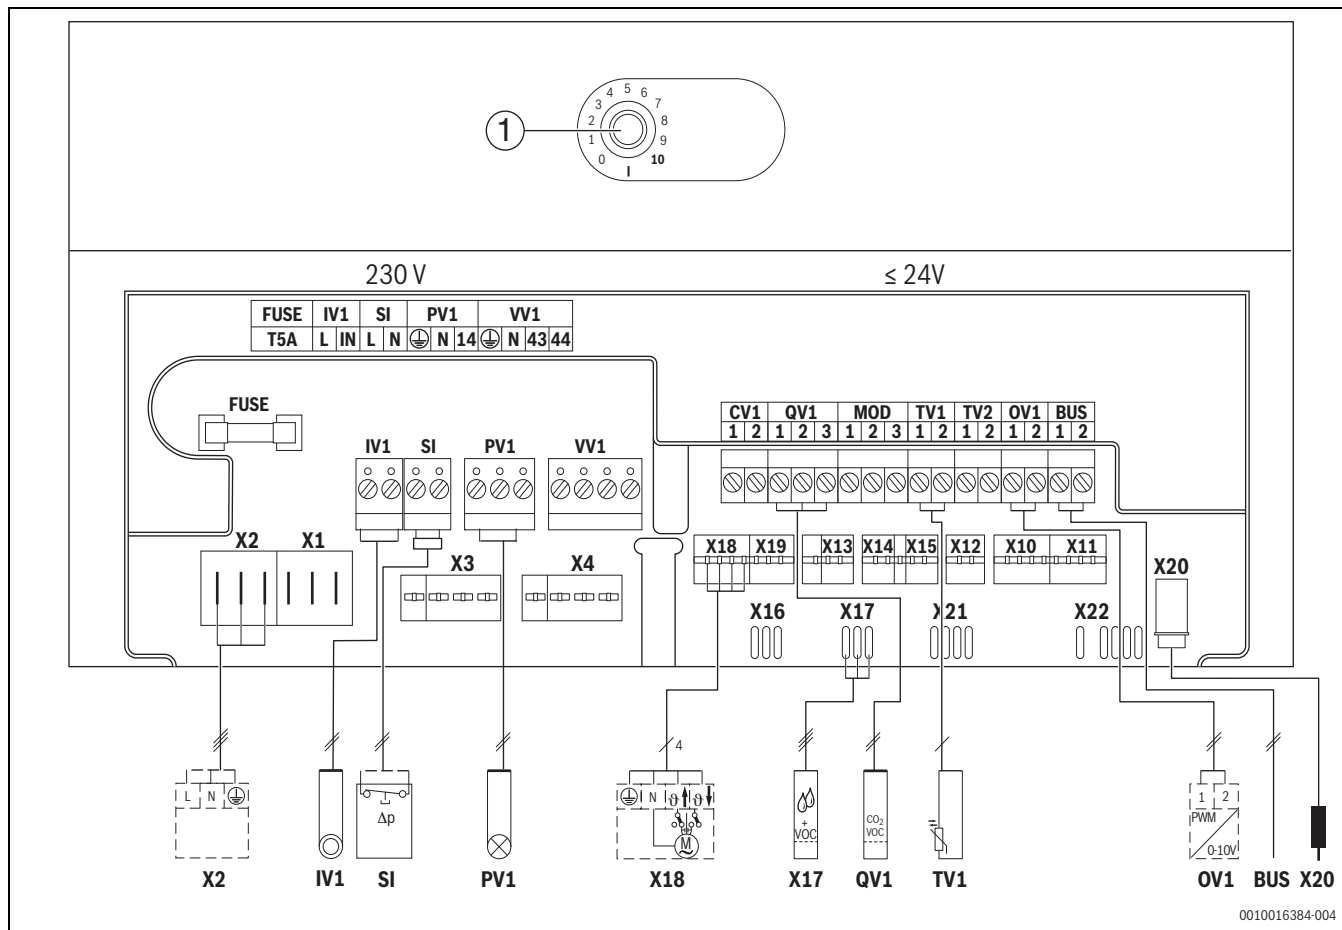 4 5 6
3 7
2 8
1 9
0 10
I
1
230 V ≤ 24V
FUSE IV1 SI PV1 VV1
T5A L IN L N N 14 N 43 44
FUSE
CV1 QV1 MOD TV1 TV2 OV1 BUS
1 2 1 2 3 1 2 3 1 2 1 2 1 2 1 2
IV1 SI PV1 VV1
X2 X1
X3 X4
X18 X19 X13 X14 X15 X12 X10 X11
X20
X16 X17 X21 X22
4
L N
Δp
N ϑ ϑ
M
+
VOC
CO2
VOC
1 2
PWM
0-10V
X2 IV1 SI PV1 X18 X17 QV1 TV1 OV1 BUS X20
0010016384-004